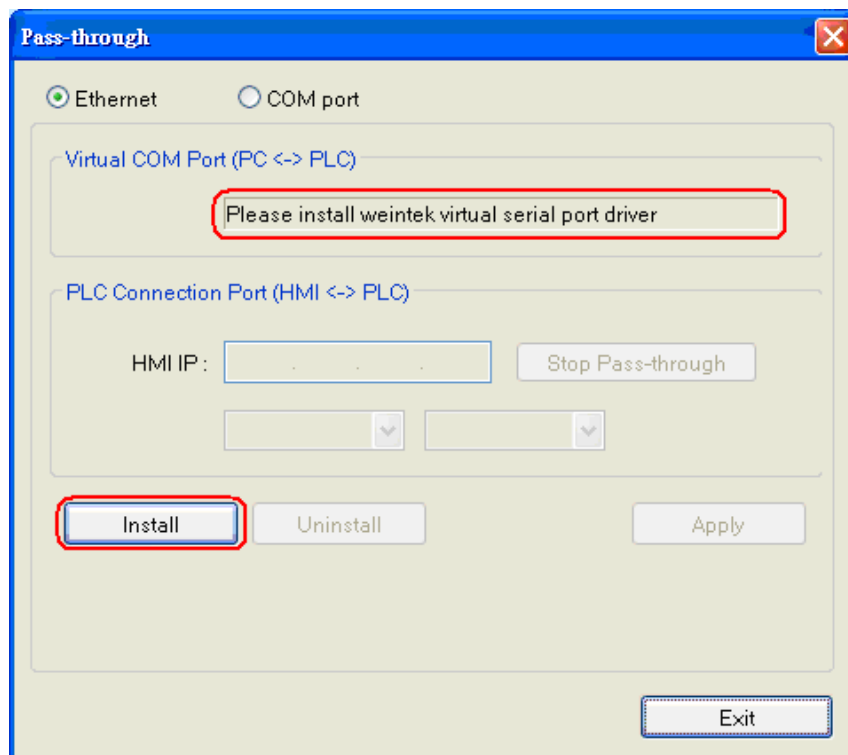 Pass-through
Ethernet COM port
Virtual COM Port (PC <-> PLC)
Please install weintek virtual serial port driver
PLC Connection Port (HMI <-> PLC)
HMI IP : . . . Stop Pass-through
Install Uninstall Apply
Exit